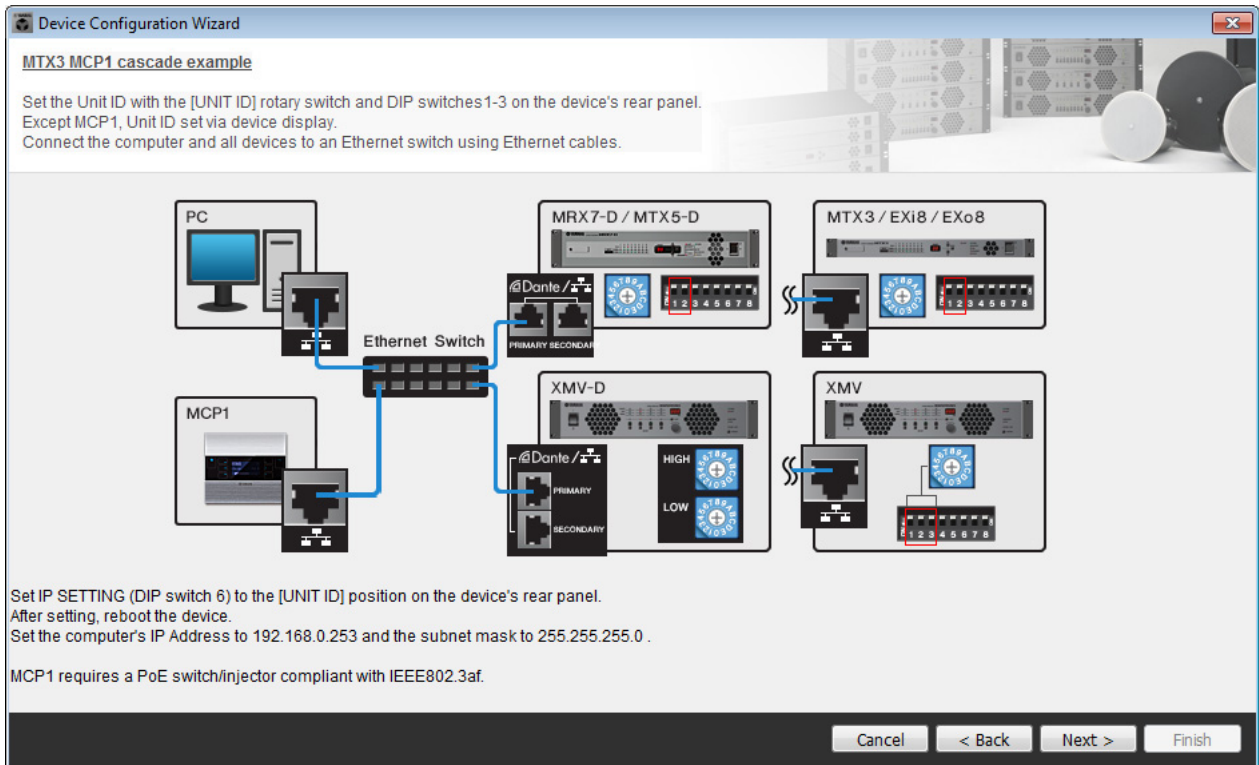 Device Configuration Wizard
MTX3 MCP1 cascade example
Set the Unit ID with the [UNIT ID] rotary switch and DIP switches1-3 on the device's rear panel.
Except MCP1, Unit ID set via device display.
Connect the computer and all devices to an Ethernet switch using Ethernet cables.
PC
MRX7-D / MTX5-D
Dante /
PRIMARY SECONDARY
1 2 3 4 5 6 7 8
MTX3 / EXi8 / EXo8
1 2 3 4 5 6 7 8
Ethernet Switch
MCP1
XMV-D
Dante /
PRIMARY
SECONDARY
HIGH
LOW
XMV
1 2 3 4 5 6 7 8
Set IP SETTING (DIP switch 6) to the [UNIT ID] position on the device's rear panel.
After setting, reboot the device.
Set the computer's IP Address to 192.168.0.253 and the subnet mask to 255.255.255.0 .
MCP1 requires a PoE switch/injector compliant with IEEE802.3af.
Cancel
< Back
Next >
Finish